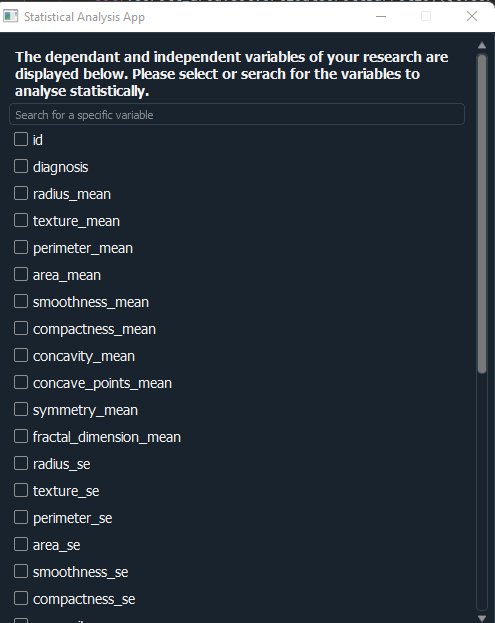 Statistical Analysis App
The dependant and independent variables of your research are
displayed below. Please select or serach for the variables to
analyse statistically.
Search for a specific variable
id
diagnosis
radius_mean
texture_mean
perimeter_mean
area_mean
smoothness_mean
compactness_mean
concavity_mean
concave_points_mean
symmetry_mean
fractal_dimension_mean
radius_se
texture_se
perimeter_se
area_se
smoothness_se
compactness_se